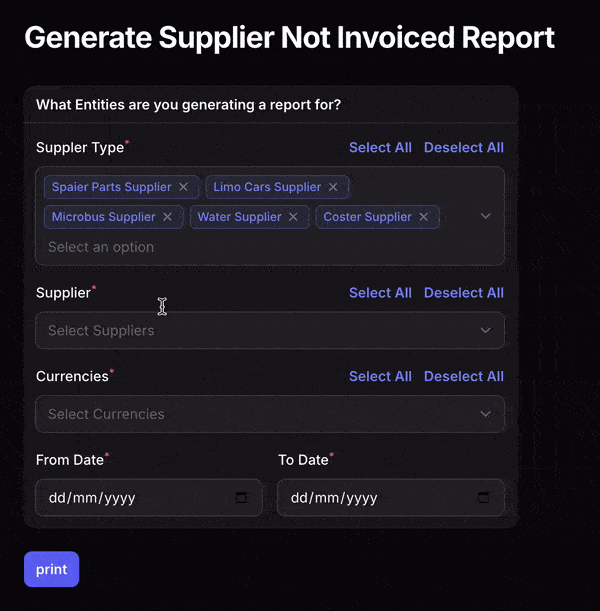 Generate Supplier Not Invoiced Report
What Entities are you generating a report for?
Suppler Type* Select All Deselect All
Spaier Parts Supplier × Limo Cars Supplier ×
Microbus Supplier × Water Supplier × Coster Supplier ×
Select an option
Supplier* Select All Deselect All
Select Suppliers
Currencies* Select All Deselect All
Select Currencies
From Date* To Date*
dd/mm/yyyy dd/mm/yyyy
print